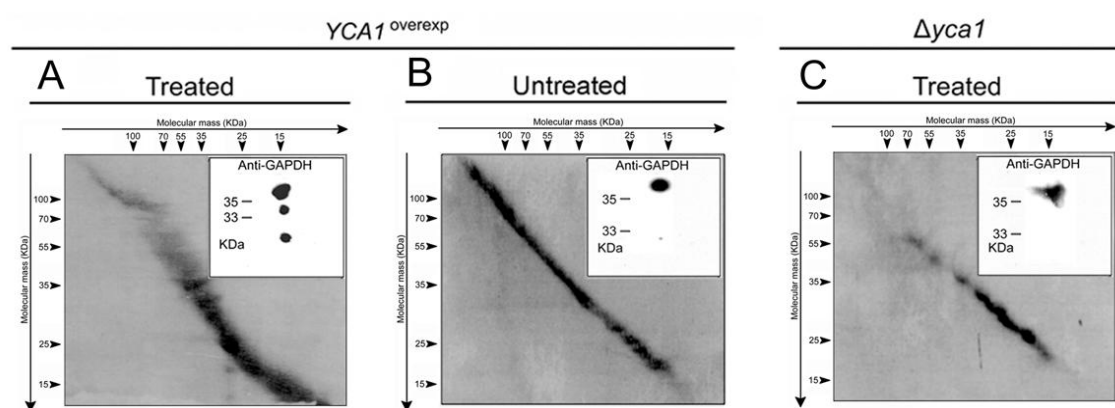 YCA1 overexp
Δyca1
A
Treated
Molecular mass (KDa)
100 70 55 35 25 15
Molecular mass (KDa)
100
70
55
35
25
15
Anti-GAPDH
35
33
KDa
B
Untreated
Molecular mass (KDa)
100 70 55 35 25 15
Molecular mass (KDa)
100
70
55
35
25
15
Anti-GAPDH
35
33
KDa
C
Treated
Molecular mass (KDa)
100 70 55 35 25 15
Molecular mass (KDa)
100
70
55
35
25
15
Anti-GAPDH
35
33
KDa